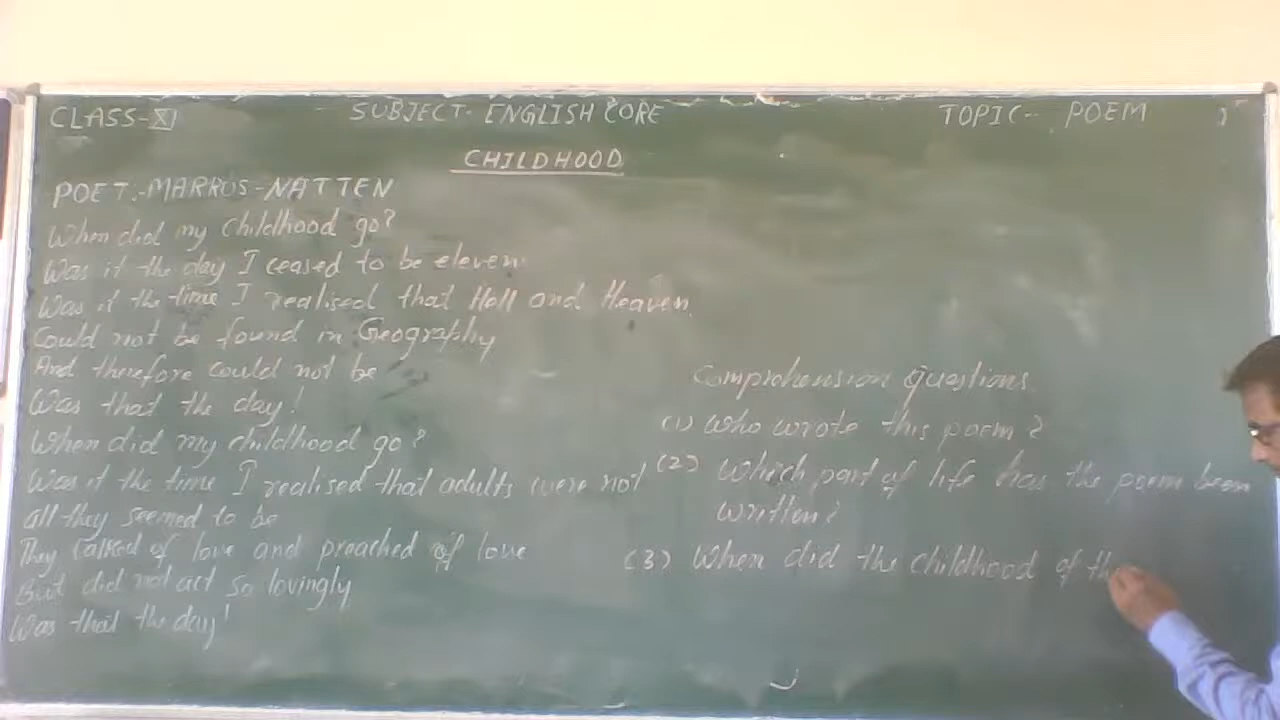 CLASS-XI SUBJECT- ENGLISH CORE TOPIC- POEM
CHILDHOOD
POET:-MARRUS-NATTEN
When did my childhood go?
Was it the day I ceased to be eleven
Was it the time I realised that Hell and Heaven
Could not be found in Geography
And therefore could not be
Was that the day!
When did my childhood go?
Was it the time I realised that adults were not
all they seemed to be
They talked of love and preached of love
But did not act so lovingly
Was that the day!
Comprehension questions
(1) Who wrote this poem?
(2) Which part of life has the poem been
written?
(3) When did the childhood of the